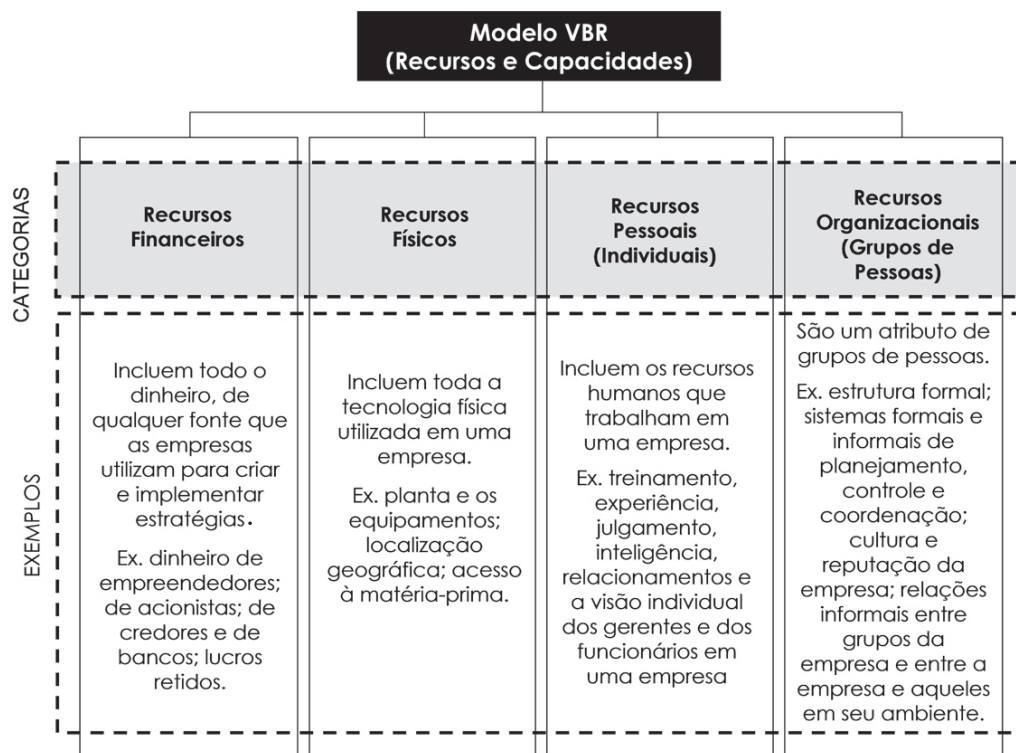 Modelo VBR
(Recursos e Capacidades)
CATEGORIAS
Recursos
Financeiros
Recursos
Físicos
Recursos
Pessoais
(Individuais)
Recursos
Organizacionais
(Grupos de
Pessoas)
EXEMPLOS
Incluem todo o
dinheiro, de
qualquer fonte que
as empresas
utilizam para criar
e implementar
estratégias.
Ex. dinheiro de
empreendedores;
de acionistas; de
credores e de
bancos; lucros
retidos.
Incluem toda a
tecnologia física
utilizada em uma
empresa.
Ex. planta e os
equipamentos;
localização
geográfica; acesso
à matéria-prima.
Incluem os recursos
humanos que
trabalham em
uma empresa.
Ex. treinamento,
experiência,
julgamento,
inteligência,
relacionamentos e
a visão individual
dos gerentes e dos
funcionários em
uma empresa
São um atributo de
grupos de pessoas.
Ex. estrutura formal;
sistemas formais e
informais de
planejamento,
controle e
coordenação;
cultura e
reputação da
empresa; relações
informais entre
grupos da
empresa e entre a
empresa e aqueles
em seu ambiente.